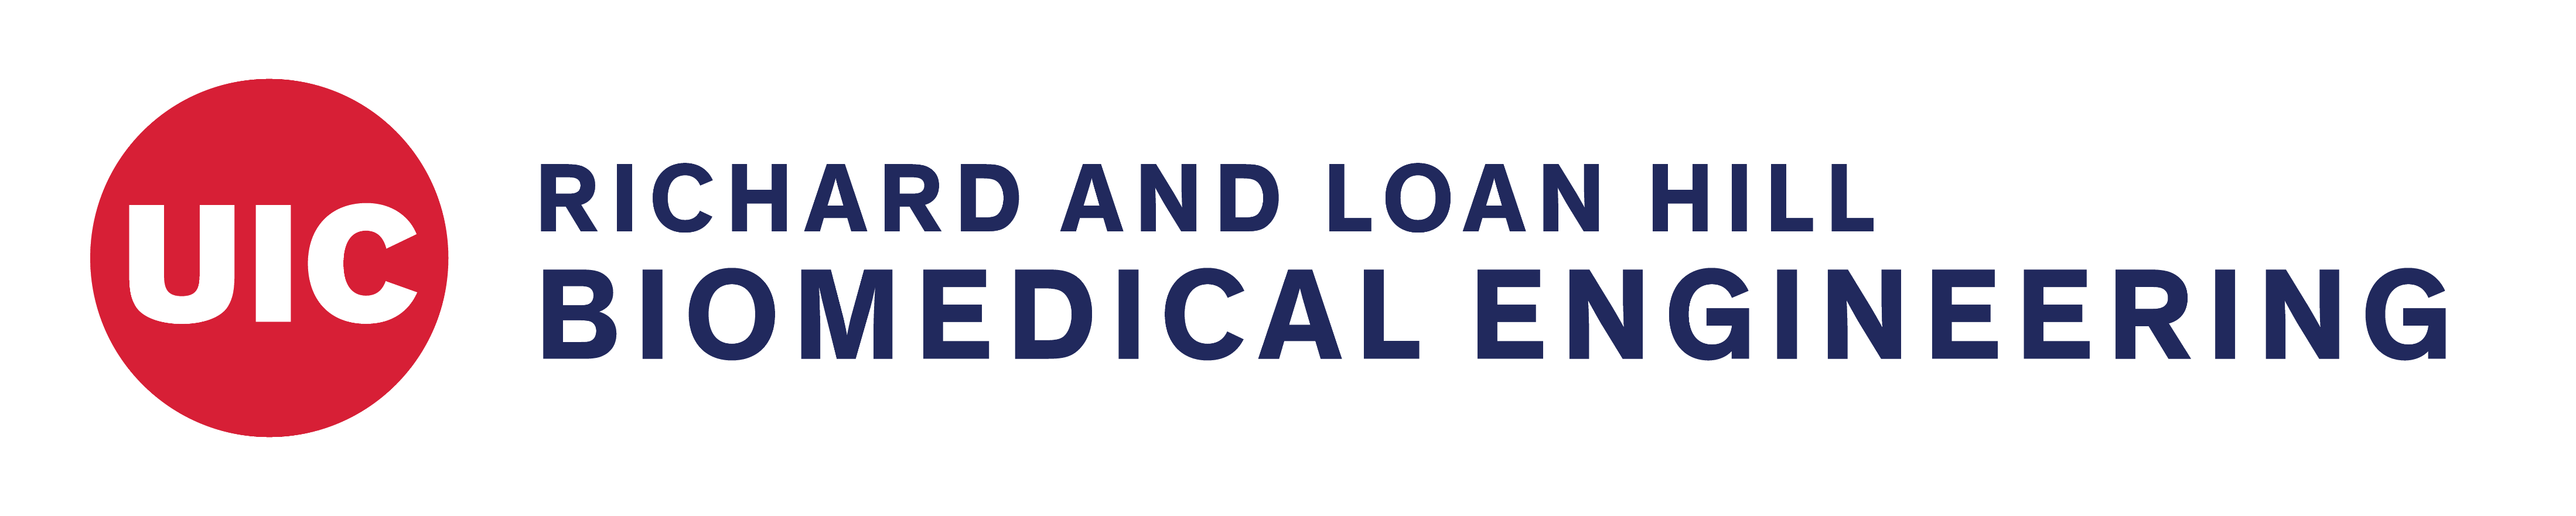 UIC
RICHARD AND LOAN HILL
BIOMEDICAL ENGINEERING